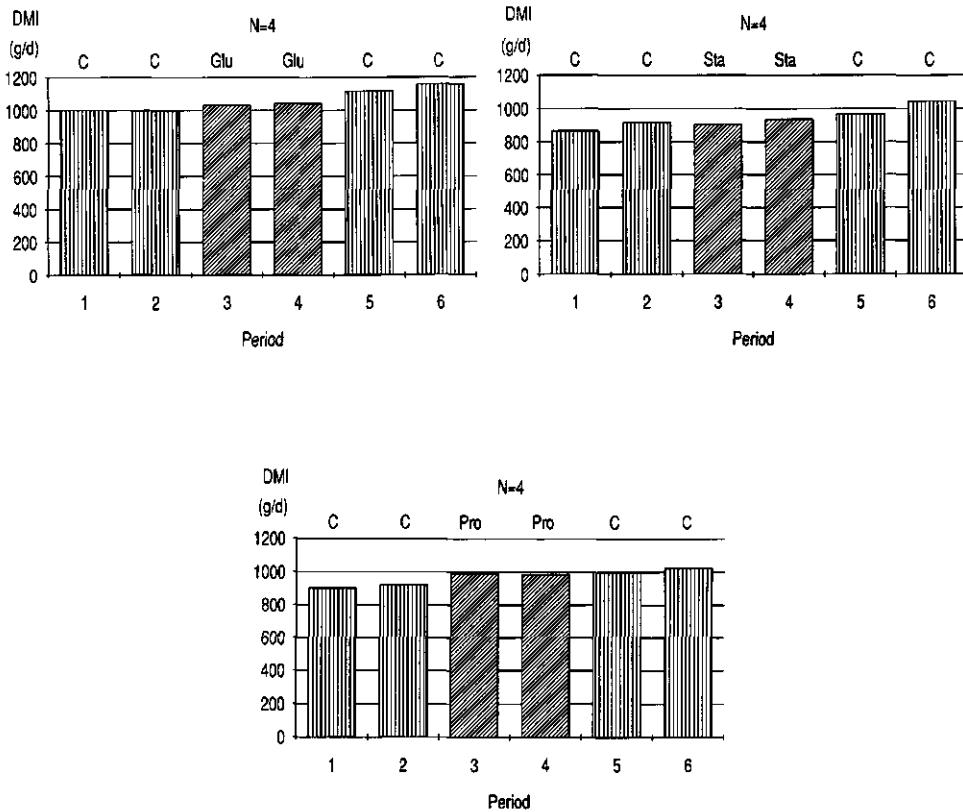 DMI
(g/d)
N=4
C C Glu Glu C C
1200
1000
800
600
400
200
0
1 2 3 4 5 6
Period
DMI
(g/d)
N=4
C C Sta Sta C C
1200
1000
800
600
400
200
0
1 2 3 4 5 6
Period
DMI
(g/d)
N=4
C C Pro Pro C C
1200
1000
800
600
400
200
0
1 2 3 4 5 6
Period